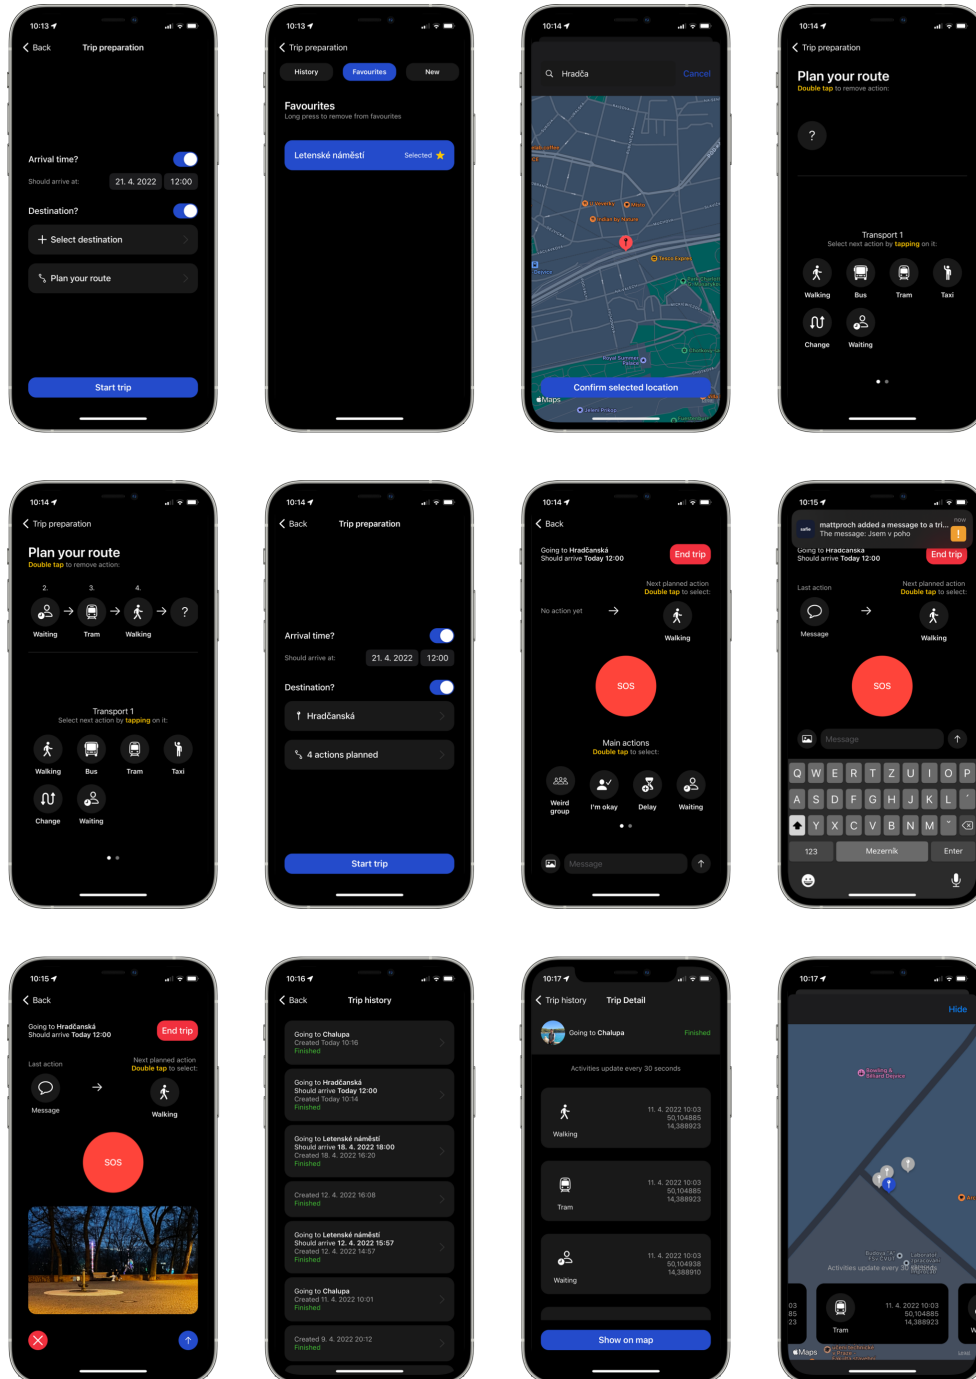 10:13
Back
Trip preparation
Arrival time?
Should arrive at:
21. 4. 2022
12:00
Destination?
Select destination
Plan your route
Start trip
10:13
Trip preparation
History
Favourites
New
Favourites
Long press to remove from favourites
Letenské náměstí
Selected
10:14
Hradča
Cancel
Tesco Expres
Dejvice
Royal Summer
Palace
Confirm selected location
Maps
Jelení Příkop
10:14
Trip preparation
Plan your route
Double tap to remove action:
?
Transport 1
Select next action by tapping on it:
Walking
Bus
Tram
Taxi
Change
Waiting
10:14
Trip preparation
Plan your route
Double tap to remove action:
2.
3.
4.
?
Waiting
Tram
Walking
Transport 1
Select next action by tapping on it:
Walking
Bus
Tram
Taxi
Change
Waiting
10:14
Back
Trip preparation
Arrival time?
Should arrive at:
21. 4. 2022
12:00
Destination?
Hradčanská
4 actions planned
Start trip
10:14
Back
Going to Hradčanská
Should arrive Today 12:00
End trip
Next planned action
Double tap to select:
No action yet
Walking
SOS
Main actions
Double tap to select:
Weird
group
I'm okay
Delay
Waiting
Message
10:15
mattproch added a message to a tri...
now
The message: Jsem v poho
Going to Hradčanská
Should arrive Today 12:00
End trip
Last action
Next planned action
Double tap to select:
Message
Walking
SOS
Message
Q W E R T Z U I O P
A S D F G H J K L ´
Y X C V B N M ˇ
123
Mezerník
Enter
10:15
Back
Going to Hradčanská
Should arrive Today 12:00
End trip
Last action
Next planned action
Double tap to select:
Message
Walking
SOS
10:16
Back
Trip history
Going to Chalupa
Created Today 10:16
Finished
Going to Hradčanská
Should arrive Today 12:00
Created Today 10:14
Finished
Going to Letenské náměstí
Should arrive 18. 4. 2022 18:00
Created 18. 4. 2022 16:20
Finished
Created 12. 4. 2022 16:08
Finished
Going to Letenské náměstí
Should arrive 12. 4. 2022 15:57
Created 12. 4. 2022 14:57
Finished
Going to Chalupa
Created 11. 4. 2022 10:01
Finished
Created 9. 4. 2022 20:12
Finished
10:17
Trip history
Trip Detail
Going to Chalupa
Finished
Activities update every 30 seconds
Walking
11. 4. 2022 10:03
50,104885
14,388923
Tram
11. 4. 2022 10:03
50,104885
14,388923
Waiting
11. 4. 2022 10:03
50,104938
14,388910
Show on map
10:17
Hide
Bowling &
Billiard Dejvice
Activities update every 30 seconds
Tram
11. 4. 2022 10:03
50,104885
14,388923
Maps